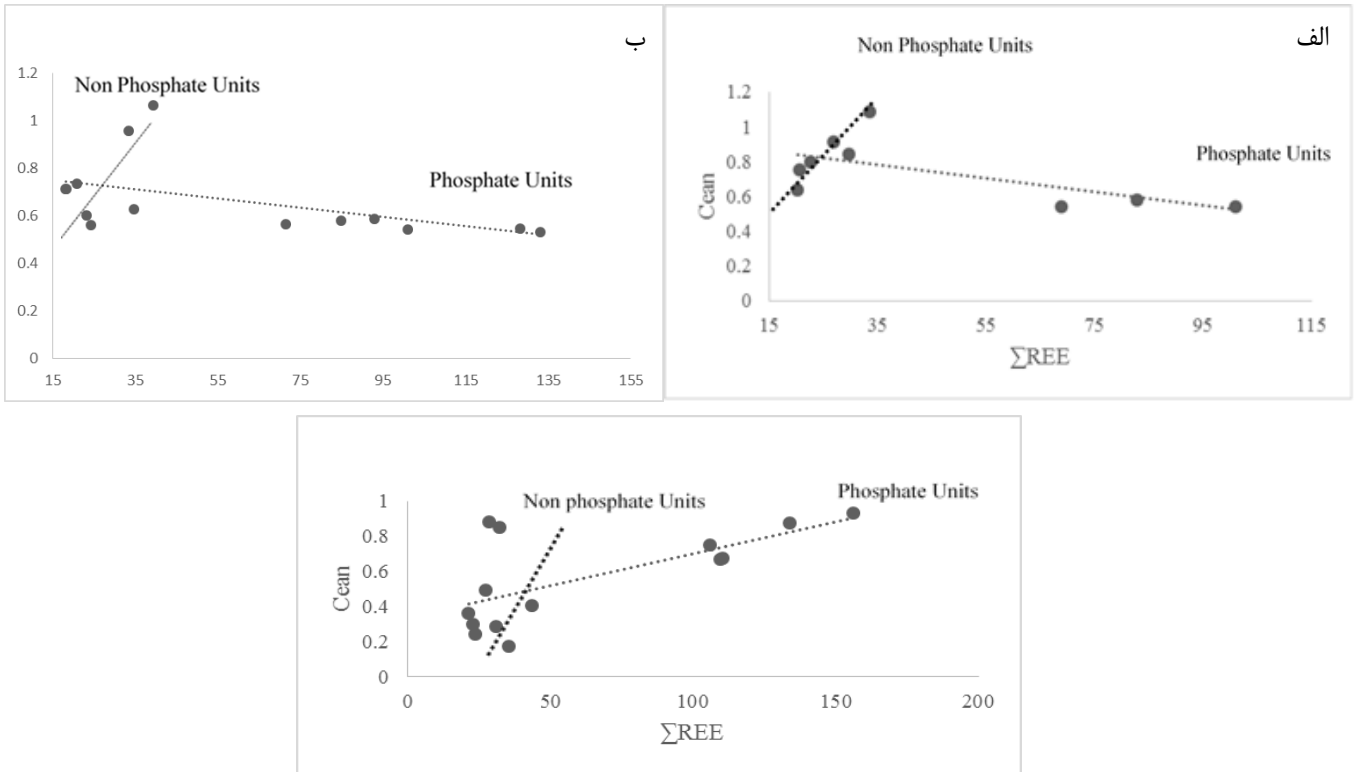 الف
Non Phosphate Units
Phosphate Units
1.2
1
0.8
0.6
0.4
0.2
0
Cean
15 35 55 75 95 115
∑REE
ب
Non Phosphate Units
Phosphate Units
1.2
1
0.8
0.6
0.4
0.2
0
15 35 55 75 95 115 135 155
Non phosphate Units
Phosphate Units
1
0.8
0.6
0.4
0.2
0
Cean
0 50 100 150 200
∑REE